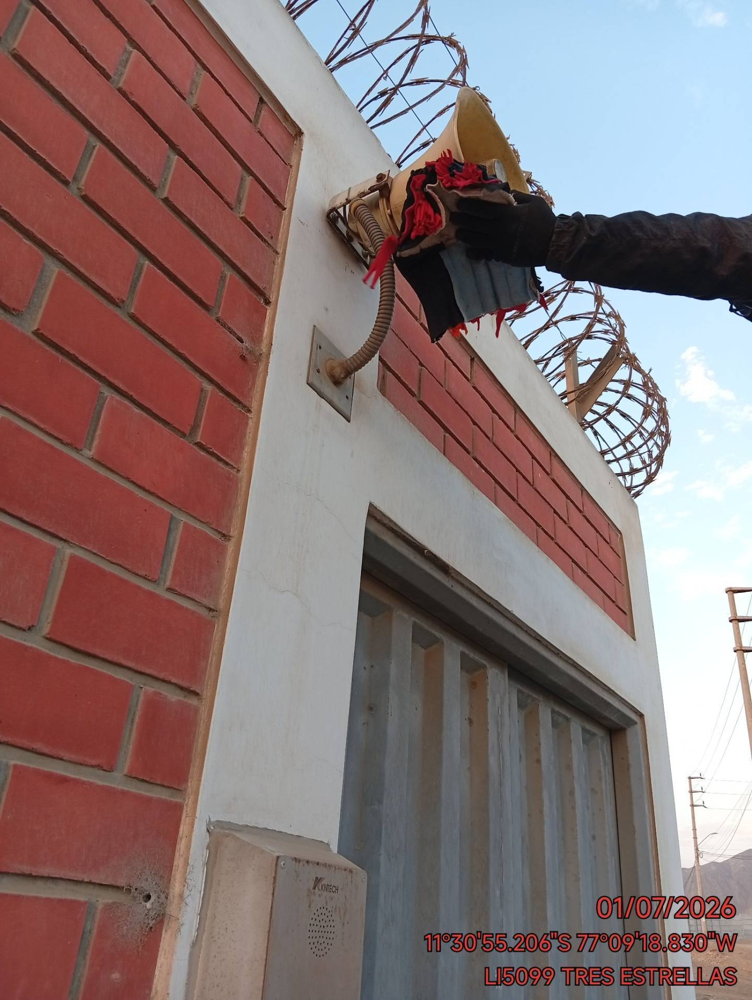 KNTECH
01/07/2026
11°30'55.206"S 77°09'18.830"W
LI5099 TRES ESTRELLAS